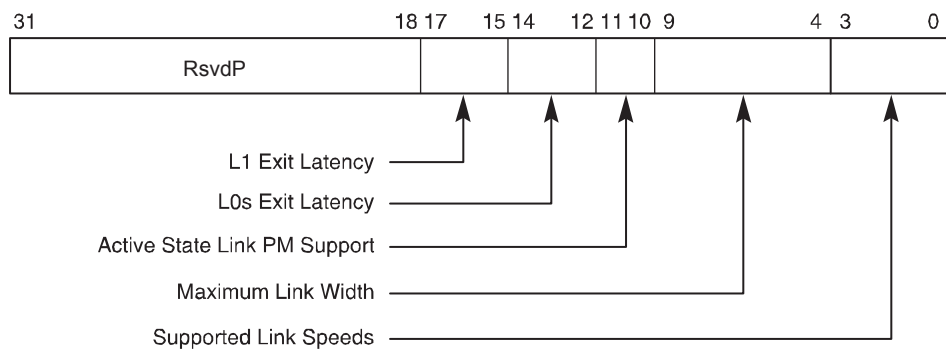 31 18 17 15 14 12 11 10 9 4 3 0
RsvdP
L1 Exit Latency
L0s Exit Latency
Active State Link PM Support
Maximum Link Width
Supported Link Speeds